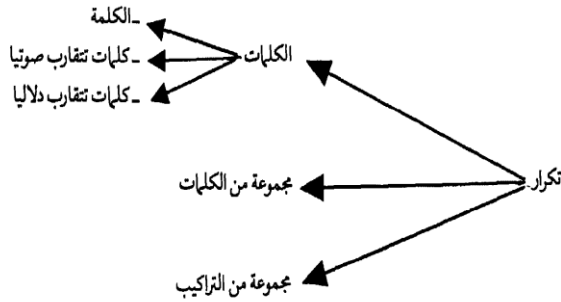 تكرار
الكلمات
ـ الكلمة
ـ كلمات تتقارب صوتيا
ـ كلمات تتقارب دلاليا
مجموعة من الكلمات
مجموعة من التراكيب